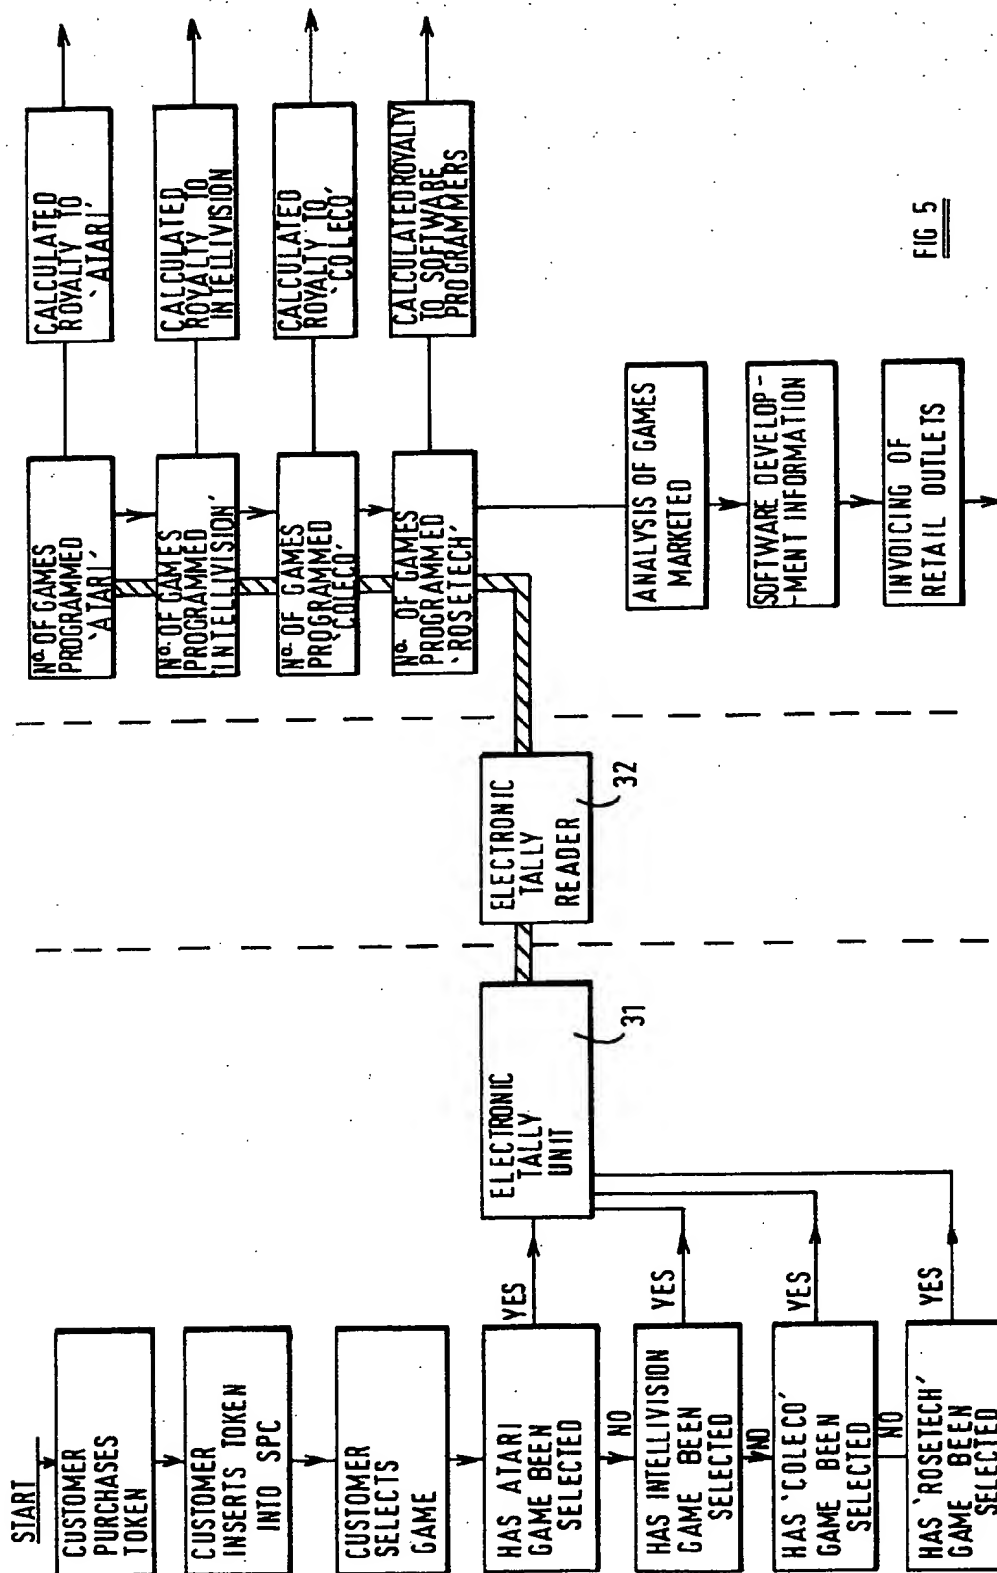 START
CUSTOMER
PURCHASES
TOKEN
CUSTOMER
INSERTS TOKEN
INTO SPC
CUSTOMER
SELECTS
GAME
HAS ATARI
GAME BEEN
SELECTED
YES
NO
HAS INTELLIVISION
GAME BEEN
SELECTED
YES
NO
HAS 'COLECO'
GAME BEEN
SELECTED
YES
NO
HAS 'ROSETECH'
GAME BEEN
SELECTED
YES
ELECTRONIC
TALLY
UNIT
31
ELECTRONIC
TALLY
READER
32
Nº OF GAMES
PROGRAMMED
'ATARI'
Nº OF GAMES
PROGRAMMED
'INTELLIVISION'
Nº OF GAMES
PROGRAMMED
'COLECO'
Nº OF GAMES
PROGRAMMED
'ROSETECH'
CALCULATED
ROYALTY TO
'ATARI'
CALCULATED
ROYALTY TO
INTELLIVISION
CALCULATED
ROYALTY TO
'COLECO'
CALCULATED ROYALTY
TO SOFTWARE
PROGRAMMERS
ANALYSIS OF GAMES
MARKETED
SOFTWARE DEVELOP-
-MENT INFORMATION
INVOICING OF
RETAIL OUTLETS
FIG 5